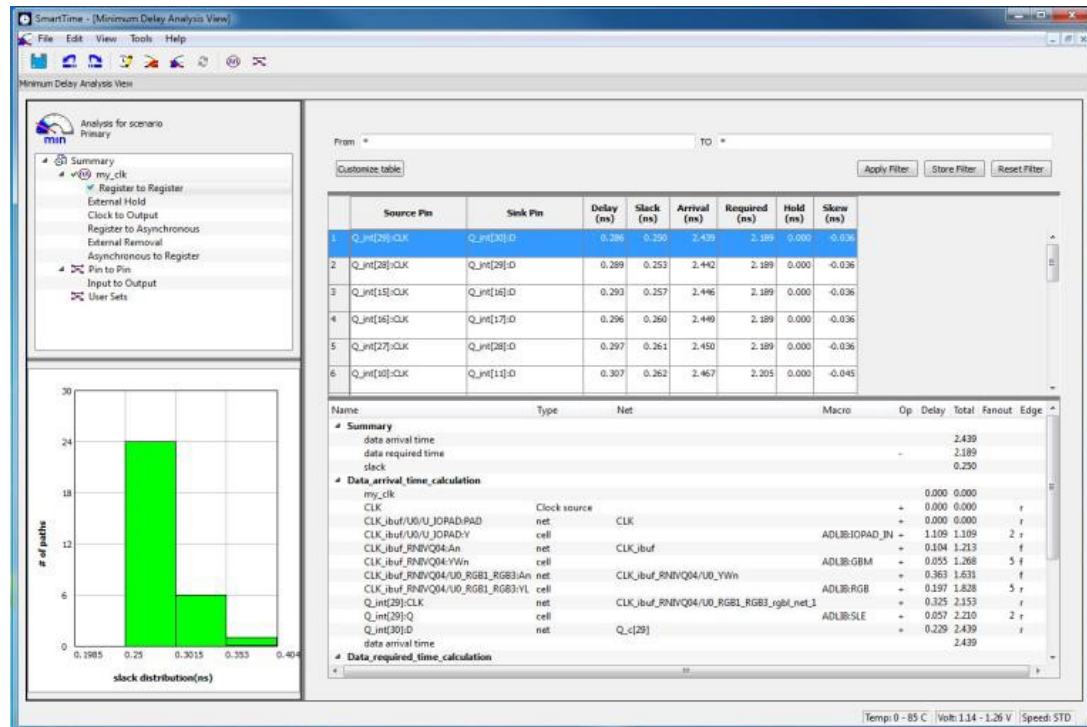 SmartTime - [Minimum Delay Analysis View]
File Edit View Tools Help
Minimum Delay Analysis View
Analysis for scenario
Primary
min
Summary
my_clk
Register to Register
External Hold
Clock to Output
Register to Asynchronous
External Removal
Asynchronous to Register
Pin to Pin
Input to Output
User Sets
From * TO *
Customize table Apply Filter Store Filter Reset Filter
Source Pin Sink Pin Delay (ns) Slack (ns) Arrival (ns) Required (ns) Hold (ns) Skew (ns)
1 Q_int[29]:CLK Q_int[30]:D 0.286 0.250 2.439 2.189 0.000 -0.036
2 Q_int[28]:CLK Q_int[29]:D 0.289 0.253 2.442 2.189 0.000 -0.036
3 Q_int[15]:CLK Q_int[16]:D 0.293 0.257 2.446 2.189 0.000 -0.036
4 Q_int[16]:CLK Q_int[17]:D 0.296 0.260 2.449 2.189 0.000 -0.036
5 Q_int[27]:CLK Q_int[28]:D 0.297 0.261 2.450 2.189 0.000 -0.036
6 Q_int[10]:CLK Q_int[11]:D 0.307 0.262 2.467 2.205 0.000 -0.045
# of paths
30
24
18
12
6
0
0.1985 0.25 0.3015 0.353 0.404
slack distribution(ns)
Name Type Net Macro Op Delay Total Fanout Edge
Summary
data arrival time 2.439
data required time - 2.189
slack 0.250
Data_arrival_time_calculation
my_clk 0.000 0.000
CLK Clock source + 0.000 0.000 r
CLK_ibuf/U0/U_IOPAD:PAD net CLK + 0.000 0.000 r
CLK_ibuf/U0/U_IOPAD:Y cell ADLIB:IOPAD_IN + 1.109 1.109 2 r
CLK_ibuf_RNIVQ04:An net CLK_ibuf + 0.104 1.213 f
CLK_ibuf_RNIVQ04:YWn cell ADLIB:GBM + 0.055 1.268 5 f
CLK_ibuf_RNIVQ04/U0_RGB1_RGB3:An net CLK_ibuf_RNIVQ04/U0_YWn + 0.363 1.631 f
CLK_ibuf_RNIVQ04/U0_RGB1_RGB3:YL cell ADLIB:RGB + 0.197 1.828 5 r
Q_int[29]:CLK net CLK_ibuf_RNIVQ04/U0_RGB1_RGB3_rgbl_net_1 + 0.325 2.153 r
Q_int[29]:Q cell ADLIB:SLE + 0.057 2.210 2 r
Q_int[30]:D net Q_c[29] + 0.229 2.439 r
data arrival time 2.439
Data_required_time_calculation
Temp: 0 - 85 C Volt: 1.14 - 1.26 V Speed: STD